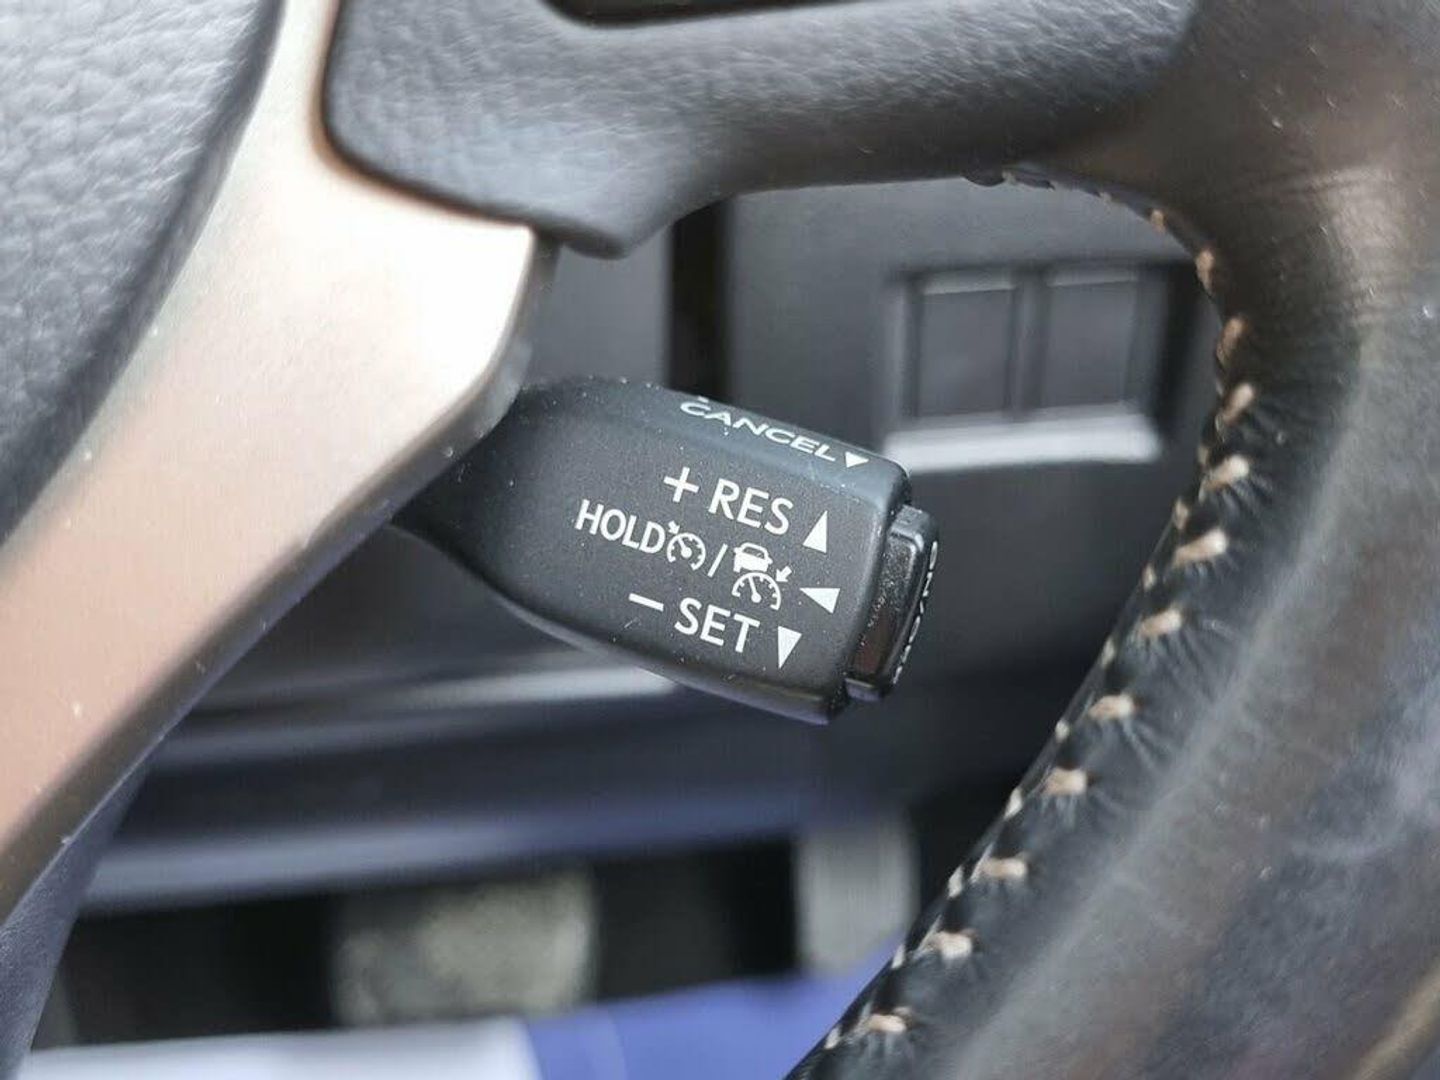 CANCEL
+ RES
HOLD /
− SET